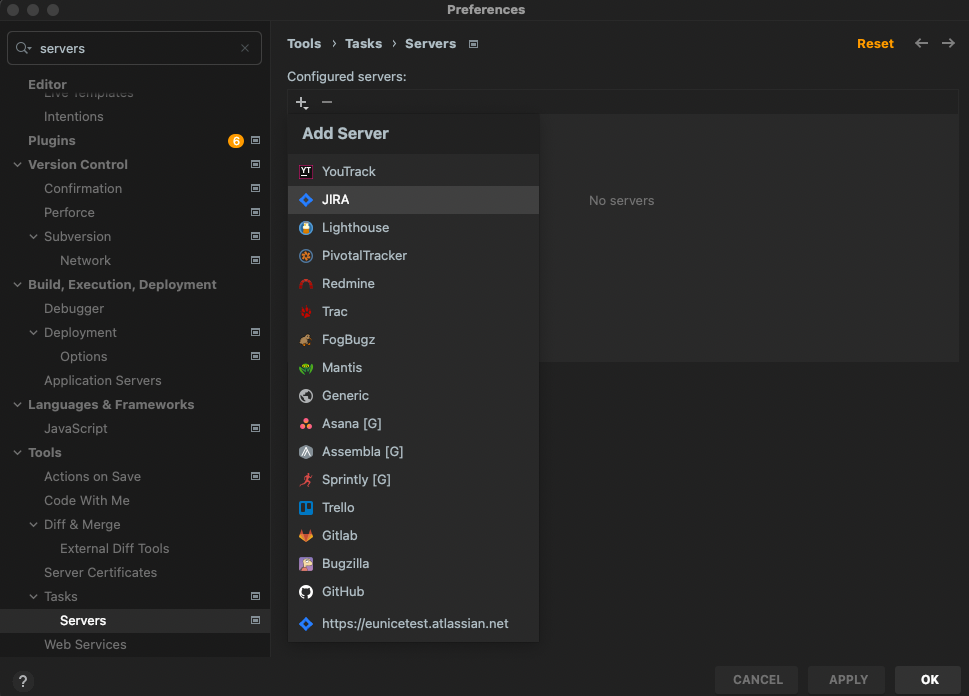 Preferences
servers
Editor
Live Templates
Intentions
Plugins 6
Version Control
Confirmation
Perforce
Subversion
Network
Build, Execution, Deployment
Debugger
Deployment
Options
Application Servers
Languages & Frameworks
JavaScript
Tools
Actions on Save
Code With Me
Diff & Merge
External Diff Tools
Server Certificates
Tasks
Servers
Web Services
?
Tools › Tasks › Servers
Reset
Configured servers:
Add Server
YT YouTrack
JIRA
Lighthouse
PivotalTracker
Redmine
Trac
FogBugz
Mantis
Generic
Asana [G]
Assembla [G]
Sprintly [G]
Trello
Gitlab
Bugzilla
GitHub
https://eunicetest.atlassian.net
No servers
CANCEL APPLY OK